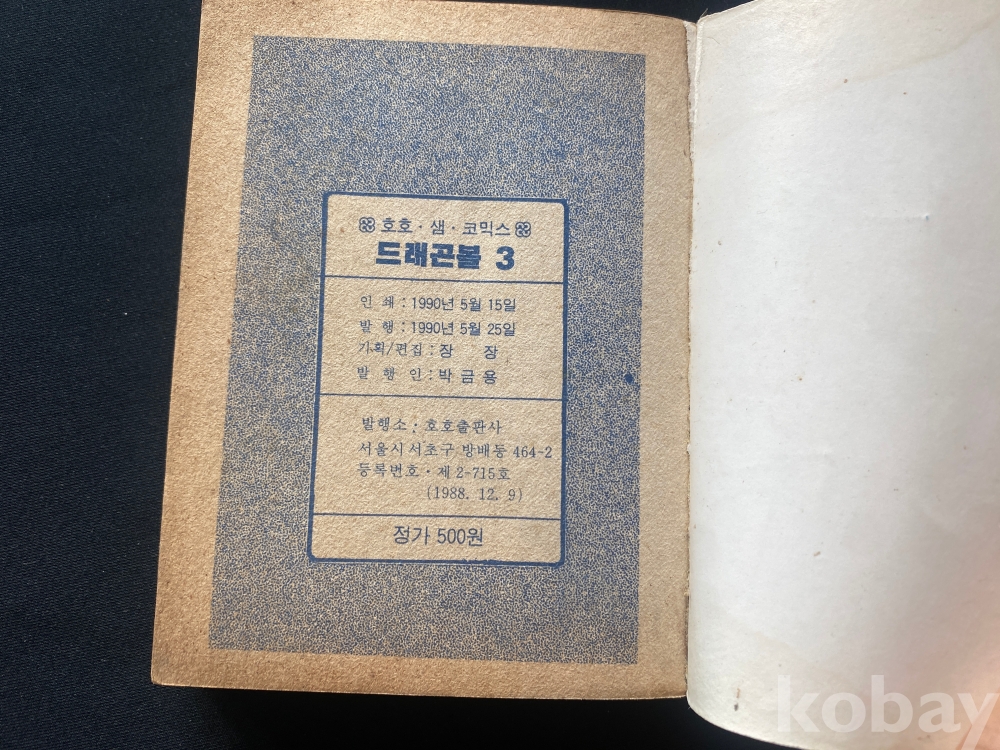 호호 · 샘 · 코믹스
드래곤볼 3
인 쇄 : 1990년 5월 15일
발 행 : 1990년 5월 25일
기획/편집 : 장 장
발 행 인 : 박 금 용
발행소 : 호호출판사
서울시 서초구 방배동 464-2
등록번호 · 제 2-715호
(1988. 12. 9)
정가 500원
kobay